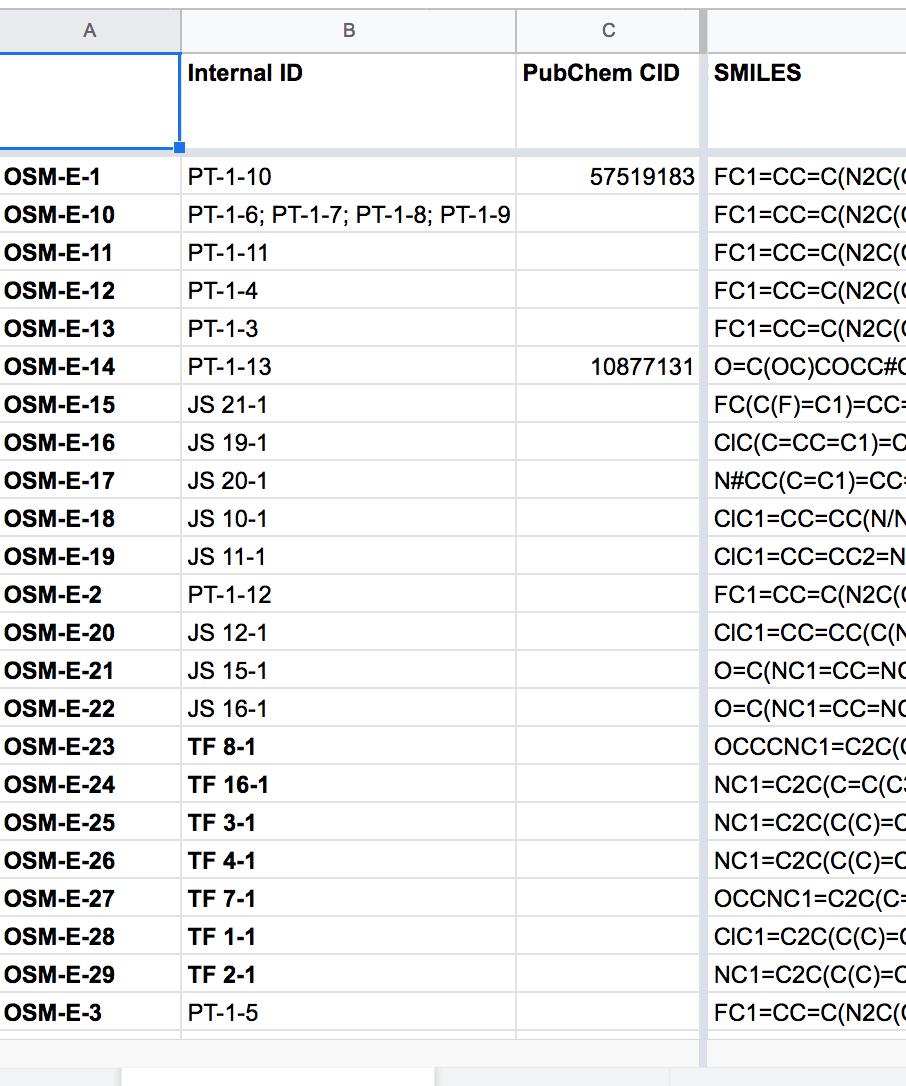 A B C
Internal ID PubChem CID SMILES
OSM-E-1 PT-1-10 57519183 FC1=CC=C(N2C(
OSM-E-10 PT-1-6; PT-1-7; PT-1-8; PT-1-9 FC1=CC=C(N2C(
OSM-E-11 PT-1-11 FC1=CC=C(N2C(
OSM-E-12 PT-1-4 FC1=CC=C(N2C(
OSM-E-13 PT-1-3 FC1=CC=C(N2C(
OSM-E-14 PT-1-13 10877131 O=C(OC)COCC#C
OSM-E-15 JS 21-1 FC(C(F)=C1)=CC=
OSM-E-16 JS 19-1 ClC(C=CC=C1)=C
OSM-E-17 JS 20-1 N#CC(C=C1)=CC=
OSM-E-18 JS 10-1 ClC1=CC=CC(N/N
OSM-E-19 JS 11-1 ClC1=CC=CC2=N
OSM-E-2 PT-1-12 FC1=CC=C(N2C(
OSM-E-20 JS 12-1 ClC1=CC=CC(C(N
OSM-E-21 JS 15-1 O=C(NC1=CC=NC
OSM-E-22 JS 16-1 O=C(NC1=CC=NC
OSM-E-23 TF 8-1 OCCCNC1=C2C(
OSM-E-24 TF 16-1 NC1=C2C(C=C(C
OSM-E-25 TF 3-1 NC1=C2C(C(C)=C
OSM-E-26 TF 4-1 NC1=C2C(C(C)=C
OSM-E-27 TF 7-1 OCCNC1=C2C(C=
OSM-E-28 TF 1-1 ClC1=C2C(C(C)=C
OSM-E-29 TF 2-1 NC1=C2C(C(C)=C
OSM-E-3 PT-1-5 FC1=CC=C(N2C(